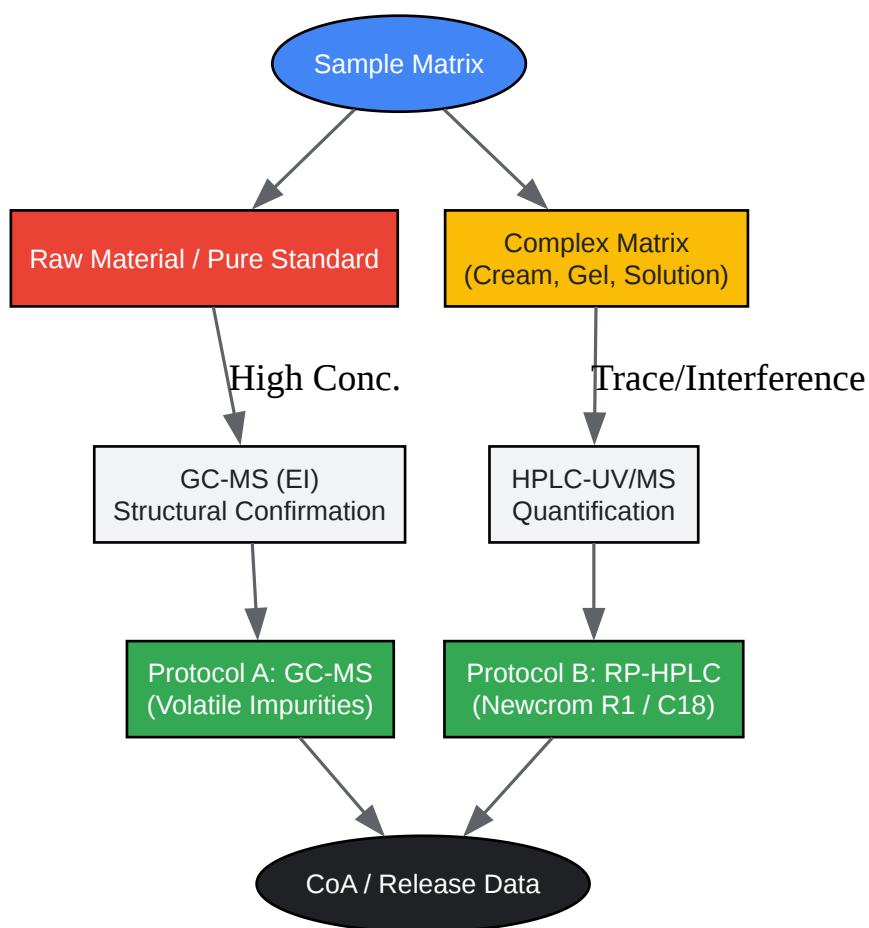 Sample Matrix
Raw Material / Pure Standard
Complex Matrix
(Cream, Gel, Solution)
High Conc.
Trace/Interference
GC-MS (EI)
Structural Confirmation
HPLC-UV/MS
Quantification
Protocol A: GC-MS
(Volatile Impurities)
Protocol B: RP-HPLC
(Newcrom R1 / C18)
CoA / Release Data